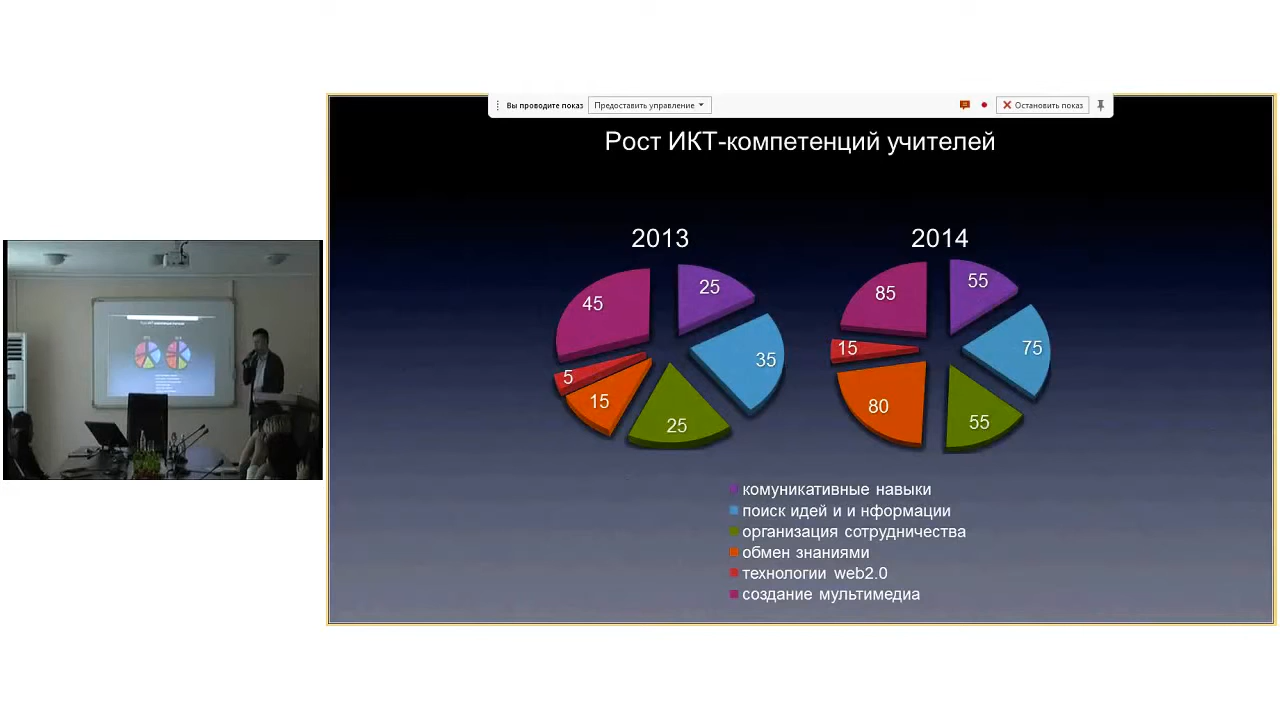 Вы проводите показ
Предоставить управление
Остановить показ
Рост ИКТ-компетенций учителей
2013
2014
25
35
25
15
5
45
55
75
55
80
15
85
комуникативные навыки
поиск идей и и нформации
организация сотрудничества
обмен знаниями
технологии web2.0
создание мультимедиа